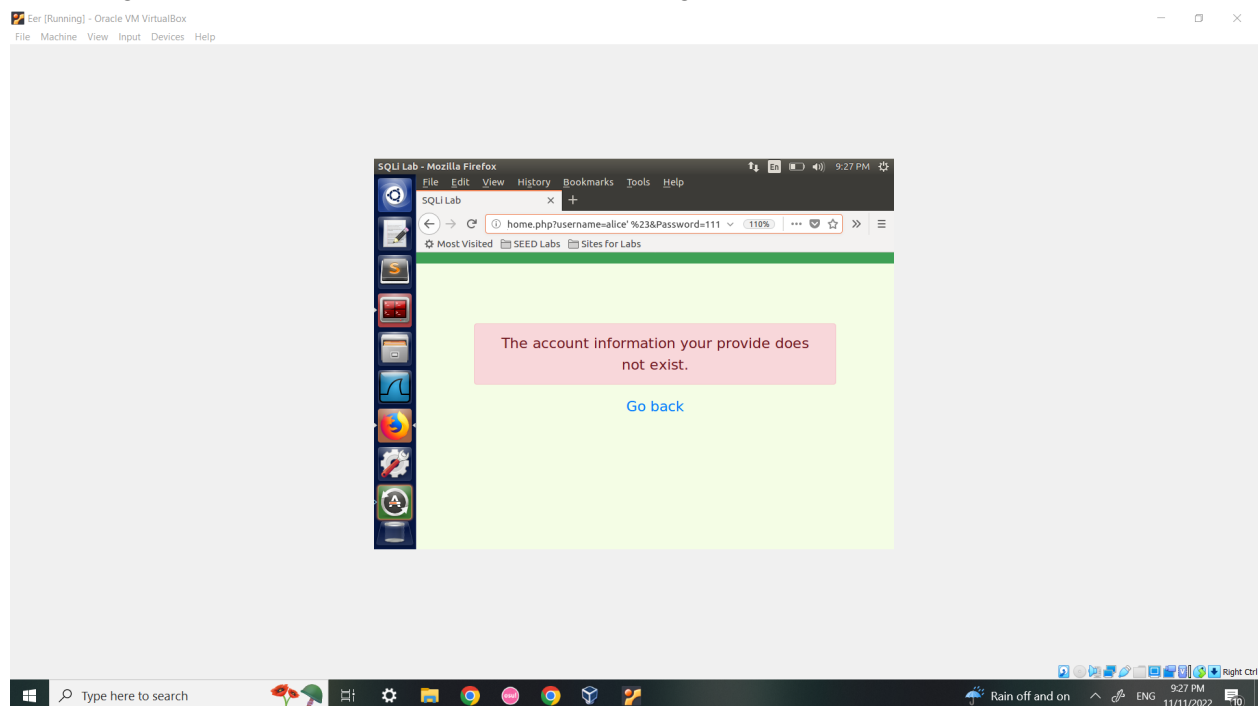 Eer [Running] - Oracle VM VirtualBox
File Machine View Input Devices Help
SQLi Lab - Mozilla Firefox En 9:27 PM
File Edit View History Bookmarks Tools Help
SQLi Lab
home.php?username=alice' %23&Password=111 110%
Most Visited SEED Labs Sites for Labs
The account information your provide does
not exist.
Go back
Right Ctrl
Type here to search eset Rain off and on ENG 9:27 PM
11/11/2022 10